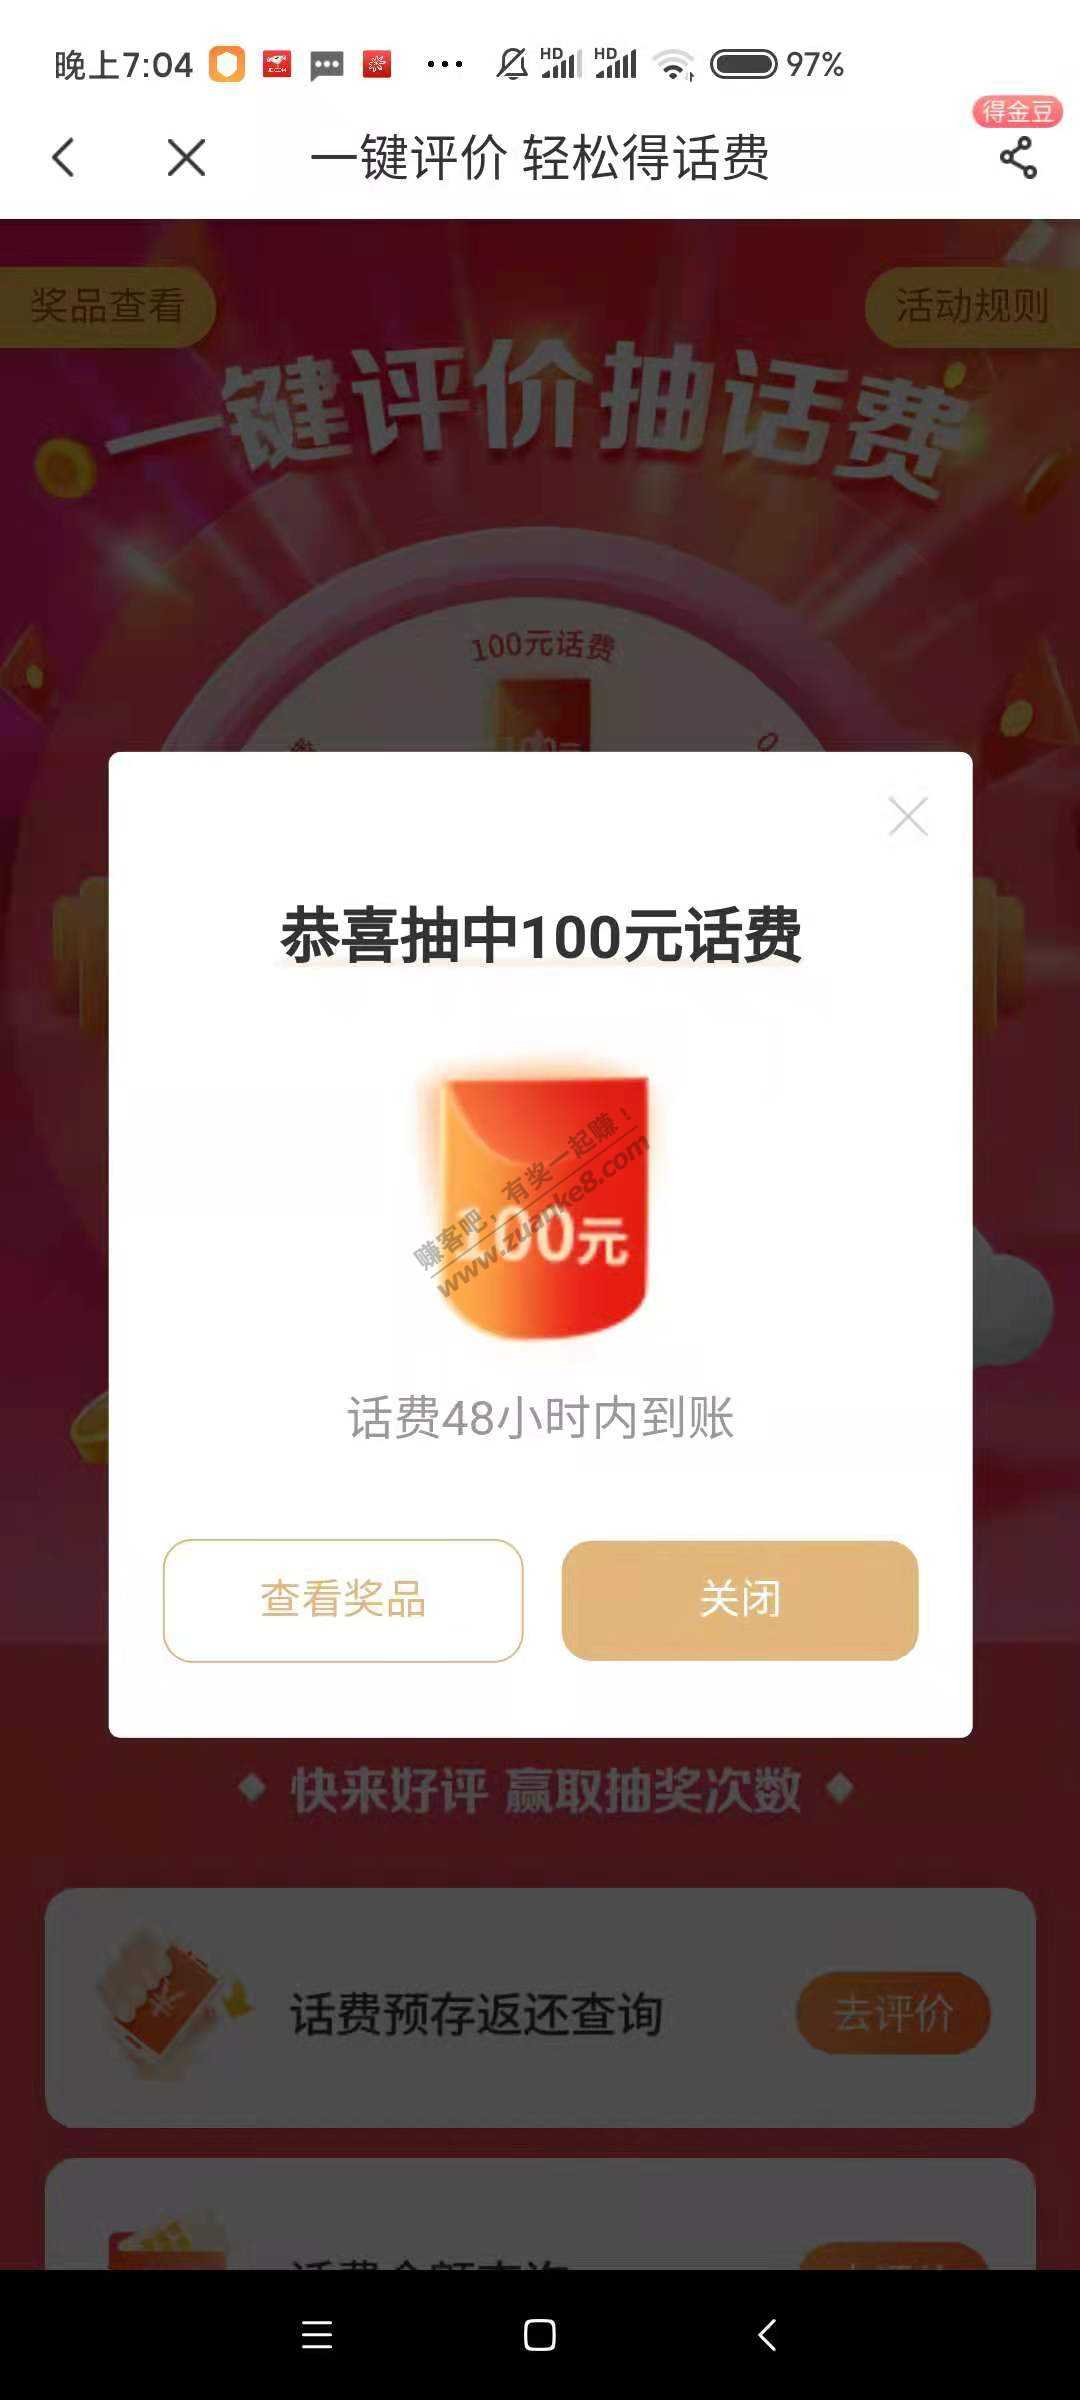 晚上7:04 ... HD HD 97%
得金豆
一键评价 轻松得话费
奖品查看
活动规则
一键评价抽话费
100元话费
恭喜抽中100元话费
100元
赚客吧，有奖一起赚！
www.zuanke8.com
话费48小时内到账
查看奖品
关闭
快来好评 赢取抽奖次数
话费预存返还查询
去评价